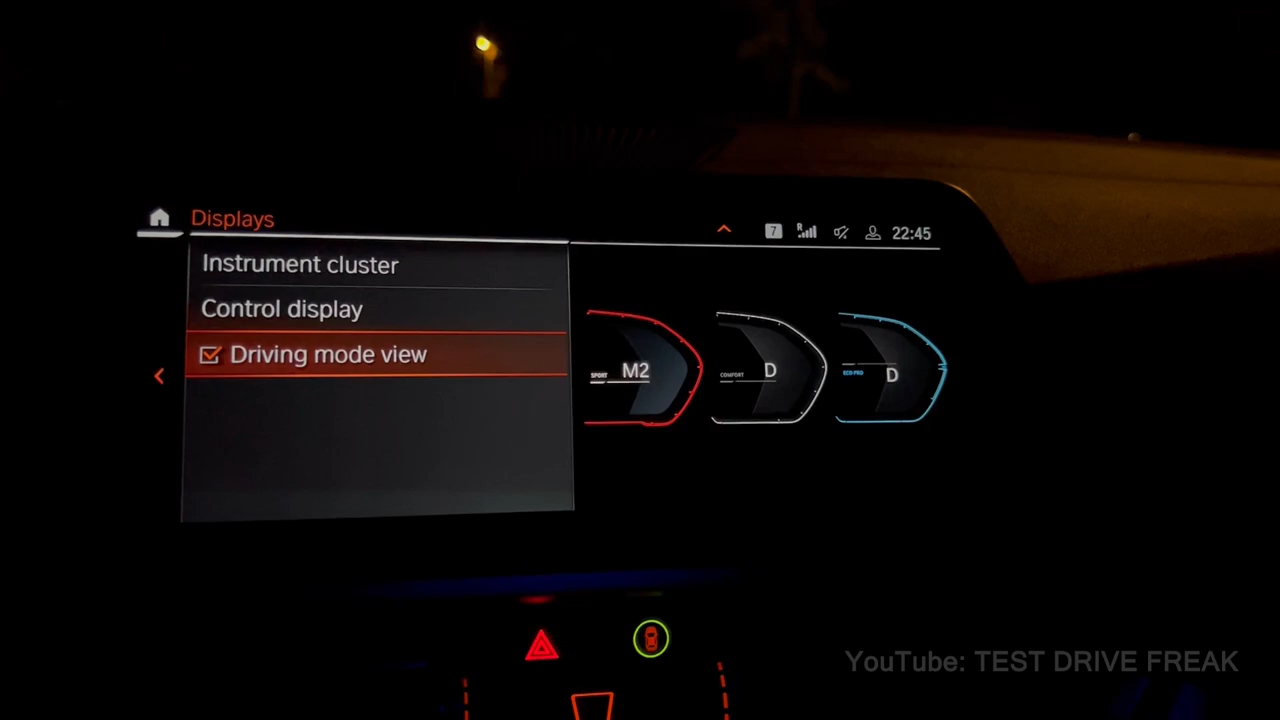 Displays
7 R 22:45
Instrument cluster
Control display
Driving mode view
SPORT M2
COMFORT D
ECO PRO D
YouTube: TEST DRIVE FREAK